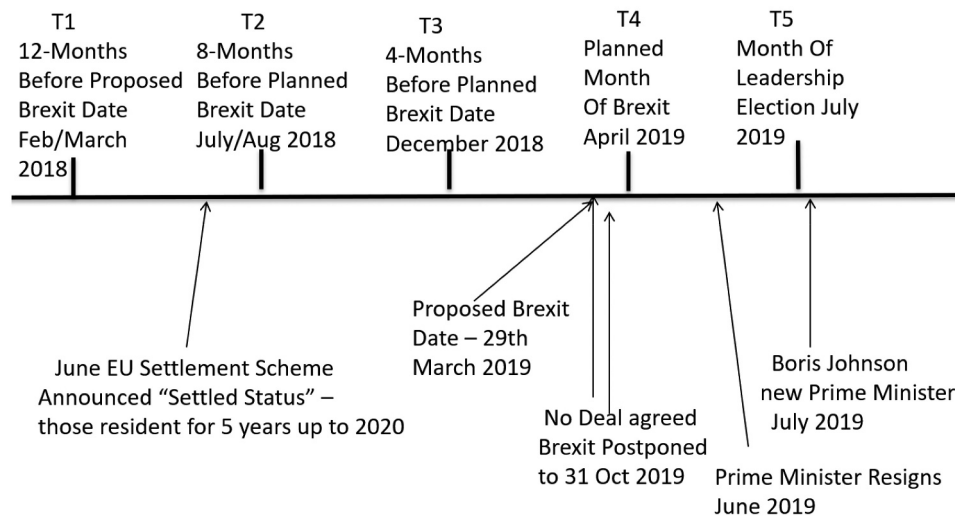 T1
12-Months
Before Proposed
Brexit Date
Feb/March
2018
T2
8-Months
Before Planned
Brexit Date
July/Aug 2018
T3
4-Months
Before Planned
Brexit Date
December 2018
T4
Planned
Month
Of Brexit
April 2019
T5
Month Of
Leadership
Election July
2019
June EU Settlement Scheme
Announced “Settled Status” –
those resident for 5 years up to 2020
Proposed Brexit
Date – 29th
March 2019
No Deal agreed
Brexit Postponed
to 31 Oct 2019
Prime Minister Resigns
June 2019
Boris Johnson
new Prime Minister
July 2019